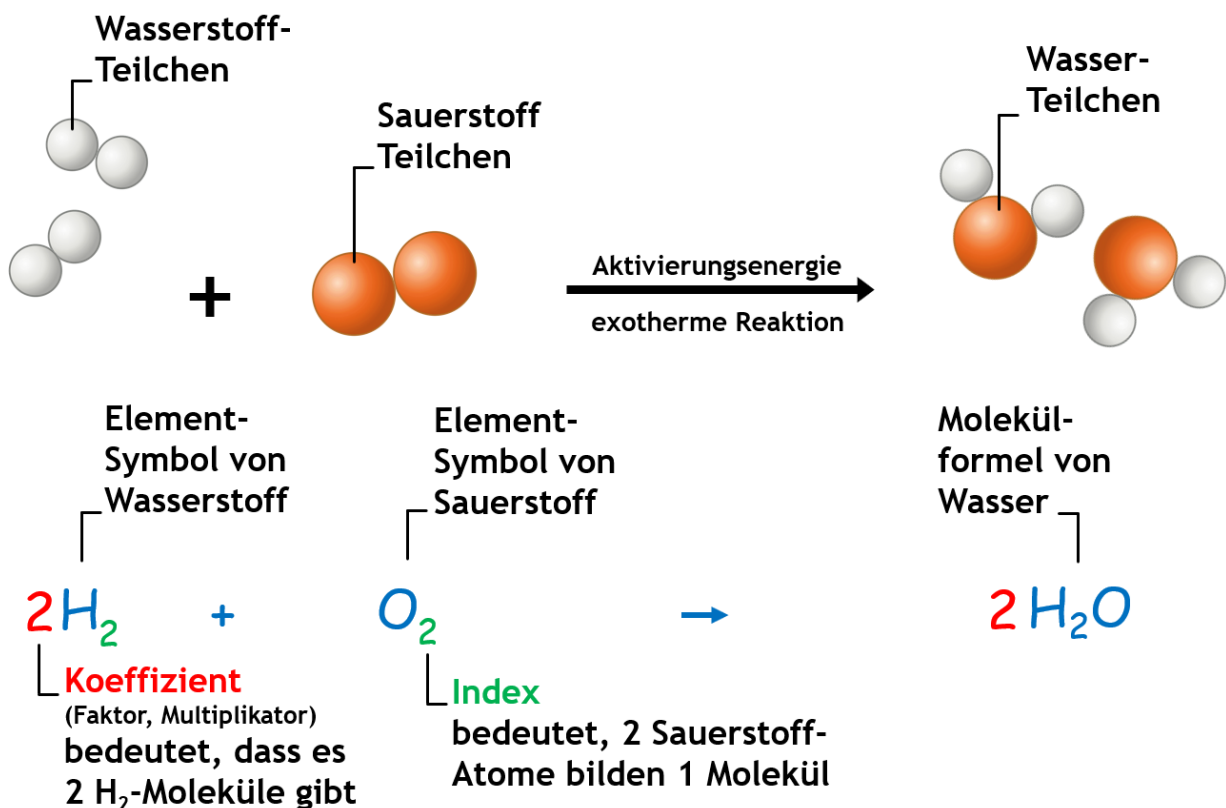 Wasserstoff-
Teilchen
Sauerstoff
Teilchen
Wasser-
Teilchen
+
Aktivierungsenergie
exotherme Reaktion
Element-
Symbol von
Wasserstoff
Element-
Symbol von
Sauerstoff
Molekül-
formel von
Wasser
2H₂ + O₂ → 2 H₂O
Koeffizient
(Faktor, Multiplikator)
bedeutet, dass es
2 H₂-Moleküle gibt
Index
bedeutet, 2 Sauerstoff-
Atome bilden 1 Molekül